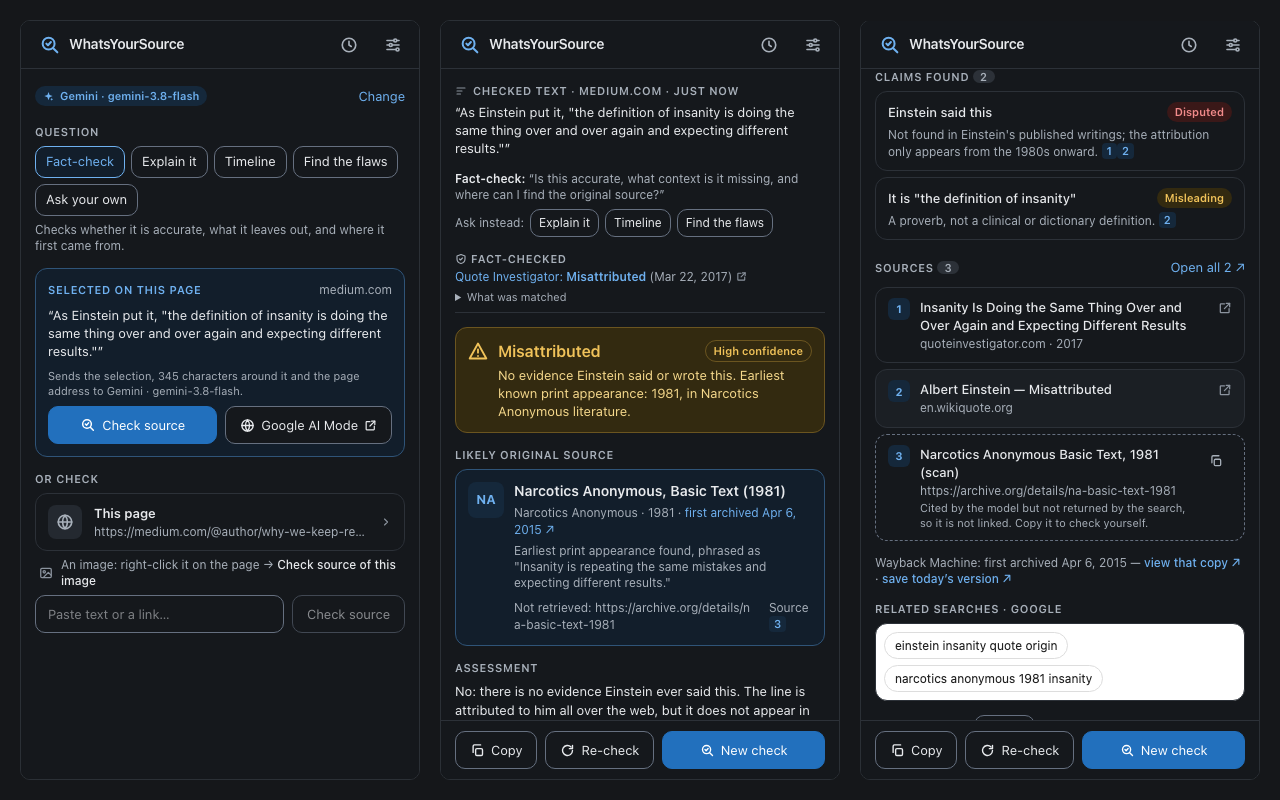 WhatsYourSource
Gemini · gemini-3.8-flash
Change
QUESTION
Fact-check
Explain it
Timeline
Find the flaws
Ask your own
Checks whether it is accurate, what it leaves out, and where it
first came from.
SELECTED ON THIS PAGE
medium.com
“As Einstein put it, "the definition of insanity is doing the
same thing over and over again and expecting different
results."”
Sends the selection, 345 characters around it and the page
address to Gemini · gemini-3.8-flash.
Check source
Google AI Mode
OR CHECK
This page
https://medium.com/@author/why-we-keep-re...
An image: right-click it on the page → Check source of this
image
Paste text or a link...
Check source
WhatsYourSource
CHECKED TEXT · MEDIUM.COM · JUST NOW
“As Einstein put it, "the definition of insanity is doing the
same thing over and over again and expecting different
results."”
Fact-check: “Is this accurate, what context is it missing, and
where can I find the original source?”
Ask instead:
Explain it
Timeline
Find the flaws
FACT-CHECKED
Quote Investigator: Misattributed (Mar 22, 2017)
What was matched
Misattributed
High confidence
No evidence Einstein said or wrote this. Earliest
known print appearance: 1981, in Narcotics
Anonymous literature.
LIKELY ORIGINAL SOURCE
NA
Narcotics Anonymous, Basic Text (1981)
Narcotics Anonymous · 1981 · first archived Apr 6,
2015 ↗
Earliest print appearance found, phrased as
"Insanity is repeating the same mistakes and
expecting different results."
Not retrieved: https://archive.org/details/n
a-basic-text-1981
Source
3
ASSESSMENT
No: there is no evidence Einstein ever said this. The line is
attributed to him all over the web, but it does not appear in
Copy
Re-check
New check
WhatsYourSource
CLAIMS FOUND 2
Einstein said this
Disputed
Not found in Einstein's published writings; the attribution
only appears from the 1980s onward. 1 2
It is "the definition of insanity"
Misleading
A proverb, not a clinical or dictionary definition. 2
SOURCES 3
Open all 2 ↗
1
Insanity Is Doing the Same Thing Over and
Over Again and Expecting Different Results
quoteinvestigator.com · 2017
2
Albert Einstein — Misattributed
en.wikiquote.org
3
Narcotics Anonymous Basic Text, 1981
(scan)
https://archive.org/details/na-basic-text-1981
Cited by the model but not returned by the search,
so it is not linked. Copy it to check yourself.
Wayback Machine: first archived Apr 6, 2015 — view that copy ↗
· save today's version ↗
RELATED SEARCHES · GOOGLE
einstein insanity quote origin
narcotics anonymous 1981 insanity
Copy
Re-check
New check